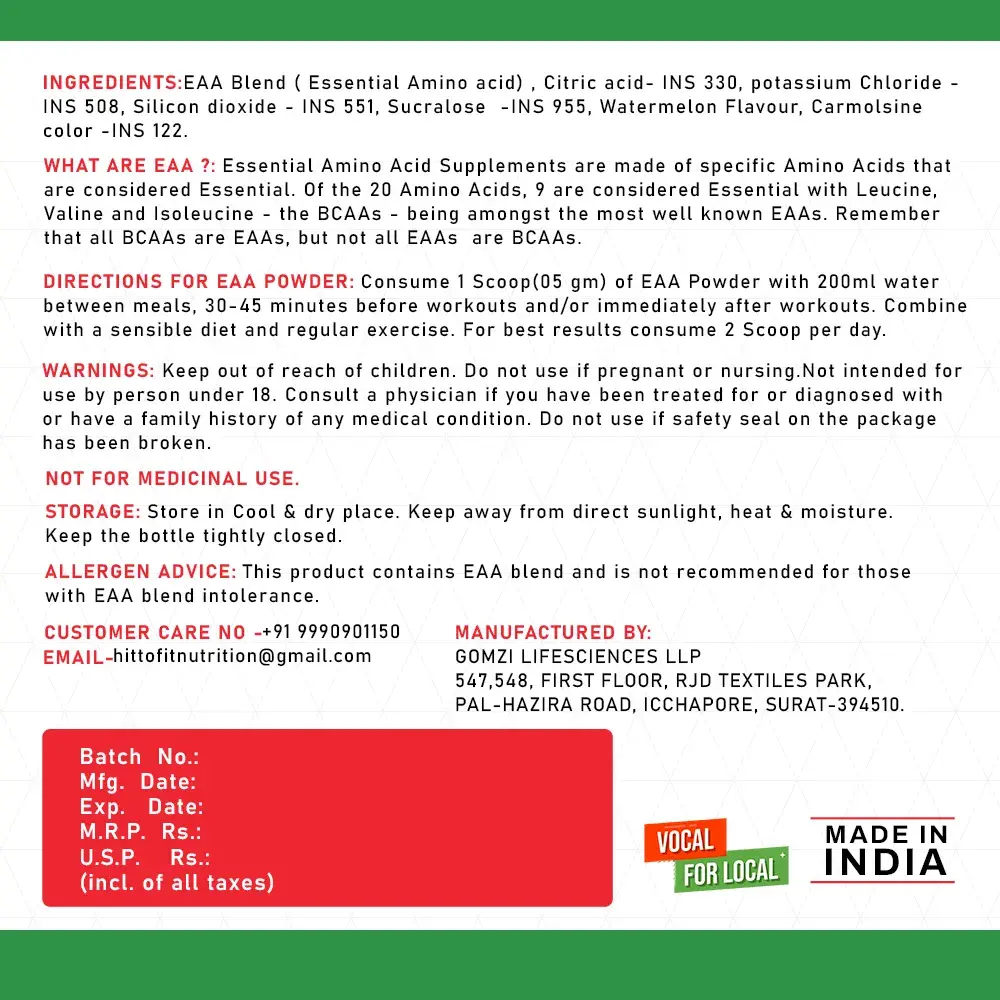 INGREDIENTS:EAA Blend ( Essential Amino acid) , Citric acid- INS 330, potassium Chloride -
INS 508, Silicon dioxide - INS 551, Sucralose -INS 955, Watermelon Flavour, Carmolsine
color -INS 122.
WHAT ARE EAA ?: Essential Amino Acid Supplements are made of specific Amino Acids that
are considered Essential. Of the 20 Amino Acids, 9 are considered Essential with Leucine,
Valine and Isoleucine - the BCAAs - being amongst the most well known EAAs. Remember
that all BCAAs are EAAs, but not all EAAs are BCAAs.
DIRECTIONS FOR EAA POWDER: Consume 1 Scoop(05 gm) of EAA Powder with 200ml water
between meals, 30-45 minutes before workouts and/or immediately after workouts. Combine
with a sensible diet and regular exercise. For best results consume 2 Scoop per day.
WARNINGS: Keep out of reach of children. Do not use if pregnant or nursing.Not intended for
use by person under 18. Consult a physician if you have been treated for or diagnosed with
or have a family history of any medical condition. Do not use if safety seal on the package
has been broken.
NOT FOR MEDICINAL USE.
STORAGE: Store in Cool & dry place. Keep away from direct sunlight, heat & moisture.
Keep the bottle tightly closed.
ALLERGEN ADVICE: This product contains EAA blend and is not recommended for those
with EAA blend intolerance.
CUSTOMER CARE NO -+91 9990901150
EMAIL-hittofitnutrition@gmail.com
MANUFACTURED BY:
GOMZI LIFESCIENCES LLP
547,548, FIRST FLOOR, RJD TEXTILES PARK,
PAL-HAZIRA ROAD, ICCHAPORE, SURAT-394510.
Batch No.:
Mfg. Date:
Exp. Date:
M.R.P. Rs.:
U.S.P. Rs.:
(incl. of all taxes)
VOCAL
FOR LOCAL
MADE IN
INDIA